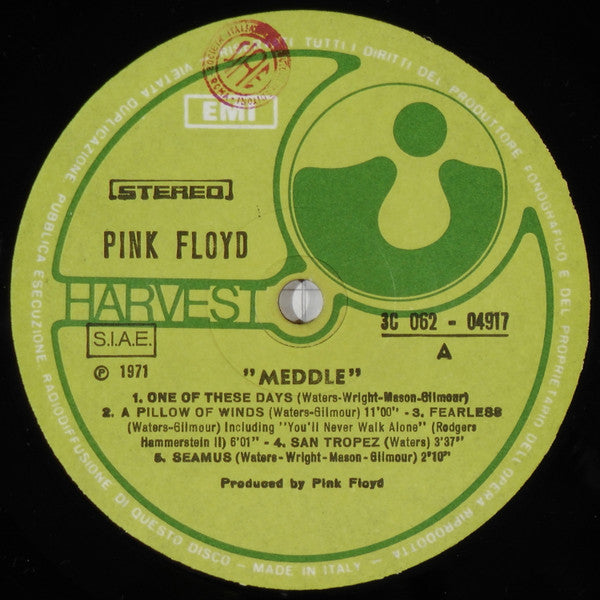 TUTTI I DIRITTI DEL PRODUTTORE FONOGRAFICO E DEL PROPRIETARIO DELL'OPERA RIPRODOTTA
VIETATA DUPLICAZIONE PUBBLICA ESECUZIONE RADIODIFFUSIONE DI QUESTO DISCO - MADE IN ITALY -
EMI
[STEREO]
PINK FLOYD
HARVEST
S.I.A.E.
3C 062 - 04917
A
℗ 1971
"MEDDLE"
1. ONE OF THESE DAYS (Waters-Wright-Mason-Gilmour)
2. A PILLOW OF WINDS (Waters-Gilmour) 11'00" - 3. FEARLESS
(Waters-Gilmour) Including "You'll Never Walk Alone" (Rodgers
Hammerstein II) 6'01" - 4. SAN TROPEZ (Waters) 3'37"
5. SEAMUS (Waters-Wright-Mason-Gilmour) 2'10"
Produced by Pink Floyd